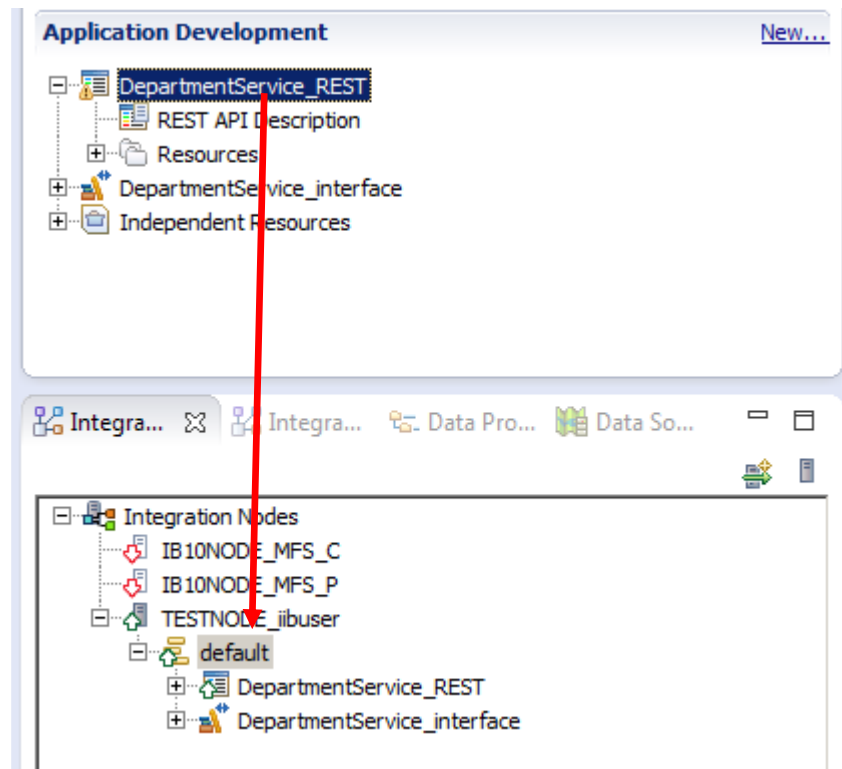 Application Development New...
DepartmentService_REST
REST API Description
Resources
DepartmentService_interface
Independent Resources
Integra... Integra... Data Pro... Data So...
Integration Nodes
IB10NODE_MFS_C
IB10NODE_MFS_P
TESTNODE_iibuser
default
DepartmentService_REST
DepartmentService_interface